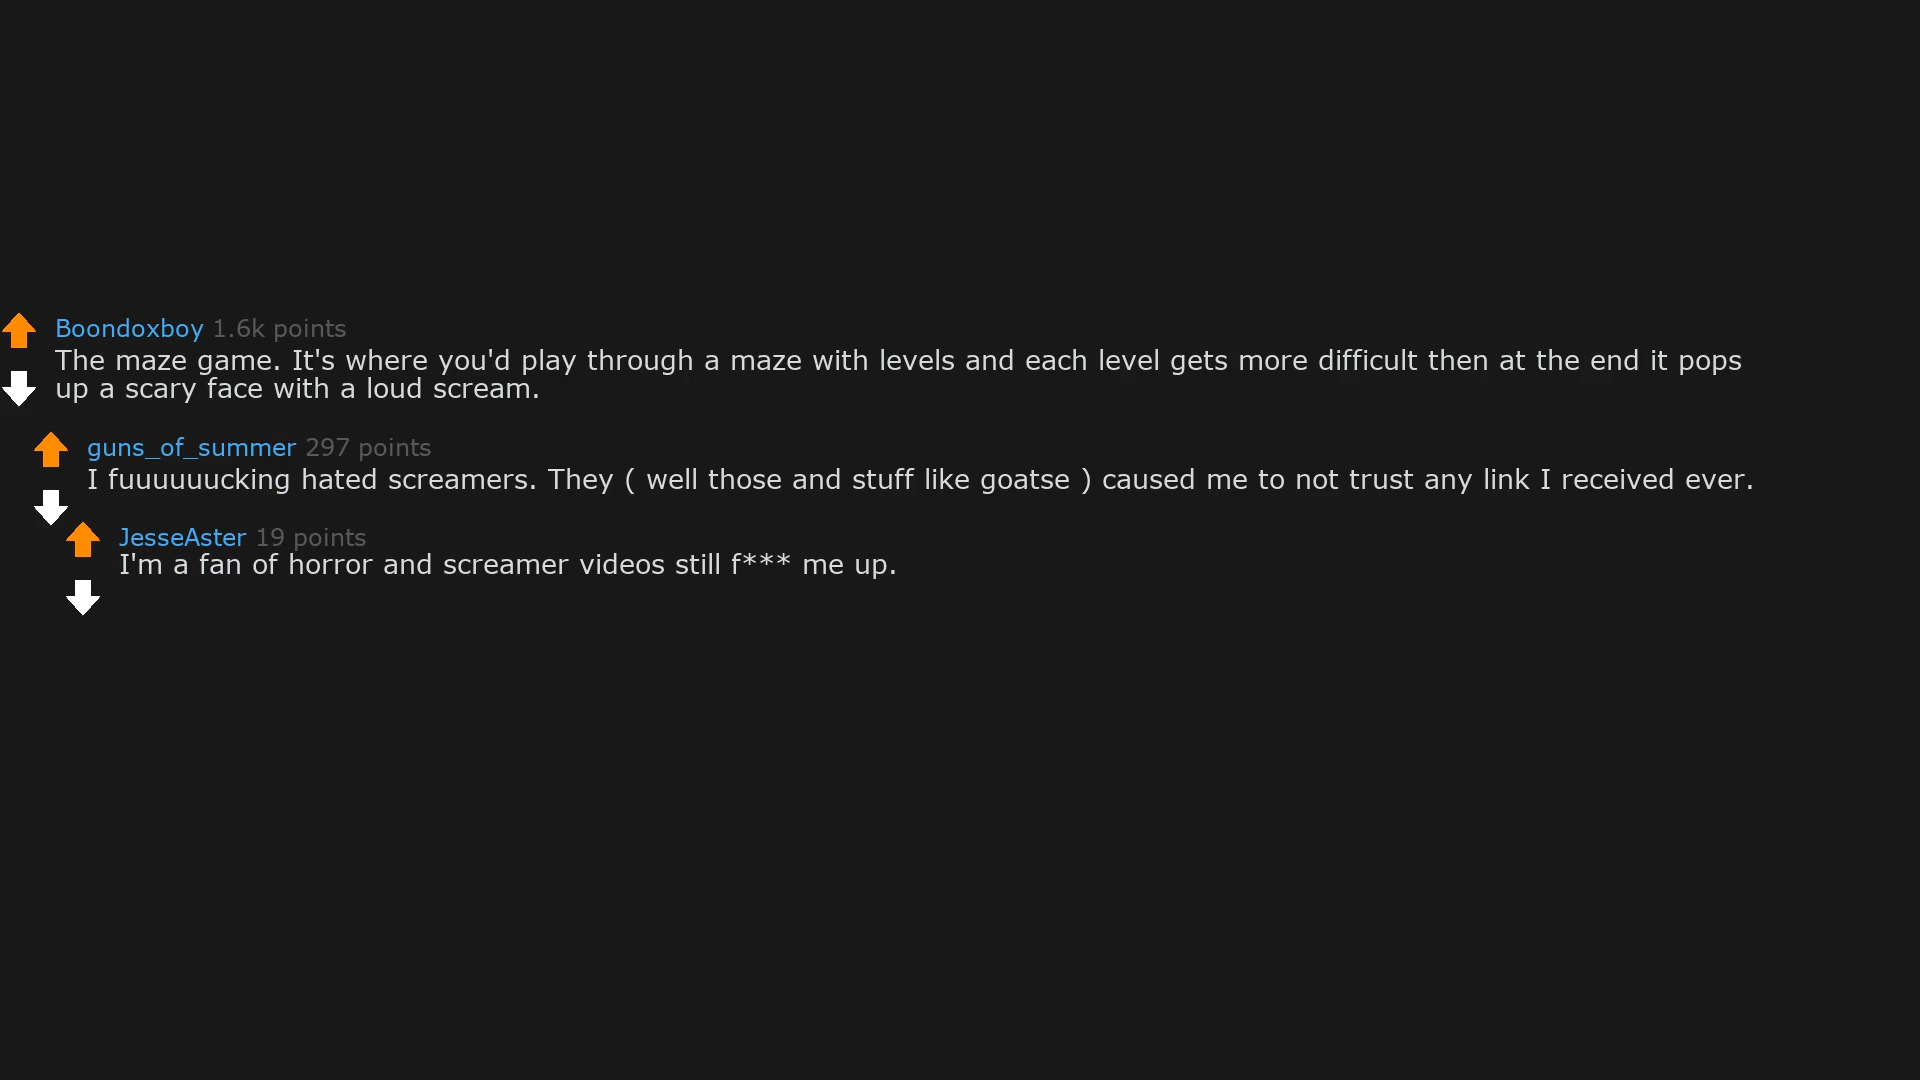 Boondoxboy 1.6k points
The maze game. It's where you'd play through a maze with levels and each level gets more difficult then at the end it pops
up a scary face with a loud scream.
guns_of_summer 297 points
I fuuuuuucking hated screamers. They ( well those and stuff like goatse ) caused me to not trust any link I received ever.
JesseAster 19 points
I'm a fan of horror and screamer videos still f*** me up.